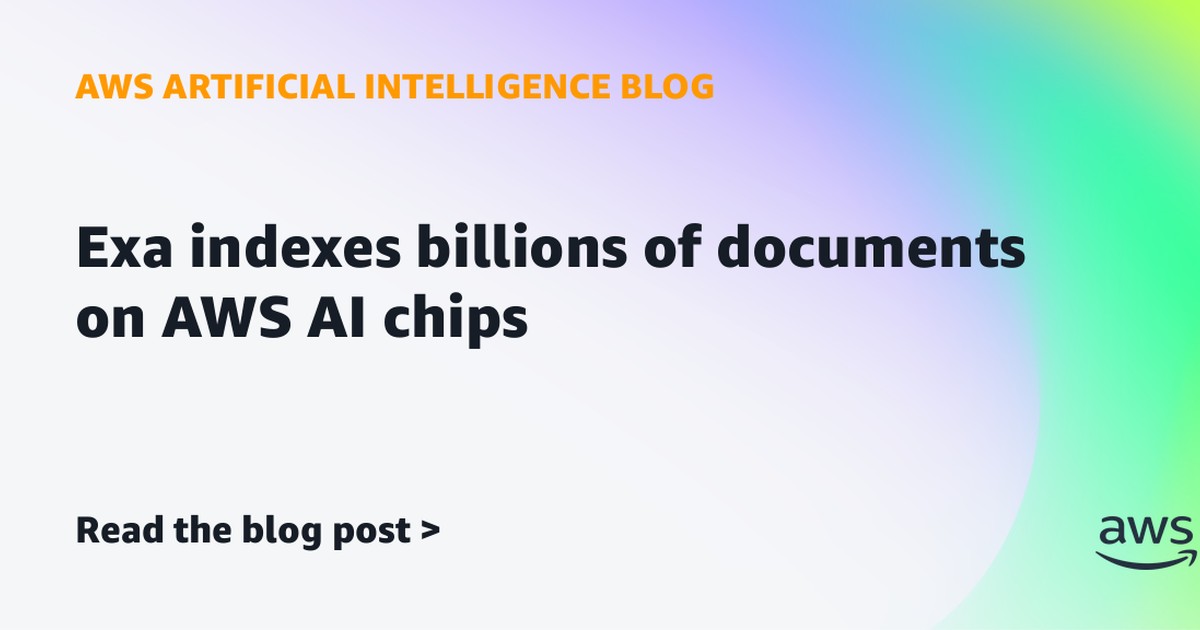 AWS ARTIFICIAL INTELLIGENCE BLOG
Exa indexes billions of documents
on AWS AI chips
Read the blog post >
aws